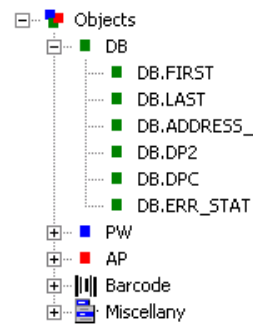 Objects
DB
DB.FIRST
DB.LAST
DB.ADDRESS_
DB.DP2
DB.DPC
DB.ERR_STAT
PW
AP
Barcode
Miscellany